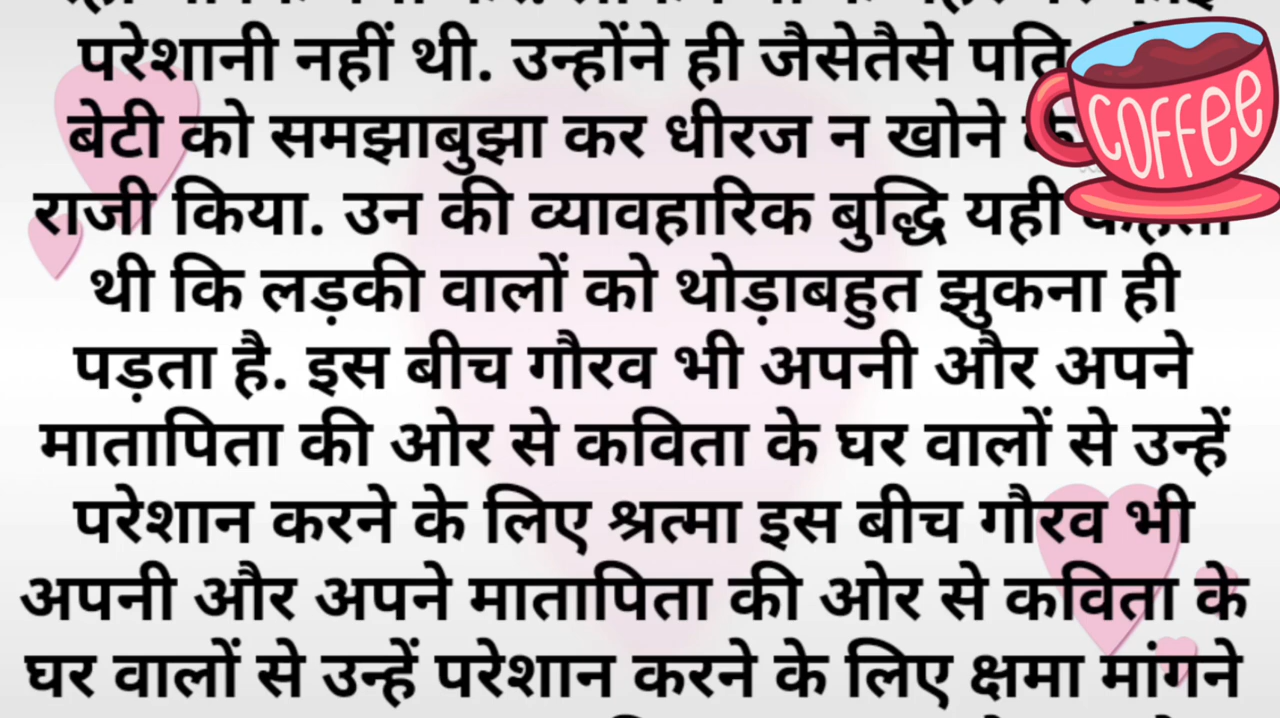 परेशानी नहीं थी. उन्होंने ही जैसेतैसे पति
COFFEE
बेटी को समझाबुझा कर धीरज न खोने
राजी किया. उन की व्यावहारिक बुद्धि यही कहती
थी कि लड़की वालों को थोड़ाबहुत झुकना ही
पड़ता है. इस बीच गौरव भी अपनी और अपने
मातापिता की ओर से कविता के घर वालों से उन्हें
परेशान करने के लिए श्रत्मा इस बीच गौरव भी
अपनी और अपने मातापिता की ओर से कविता के
घर वालों से उन्हें परेशान करने के लिए क्षमा मांगने